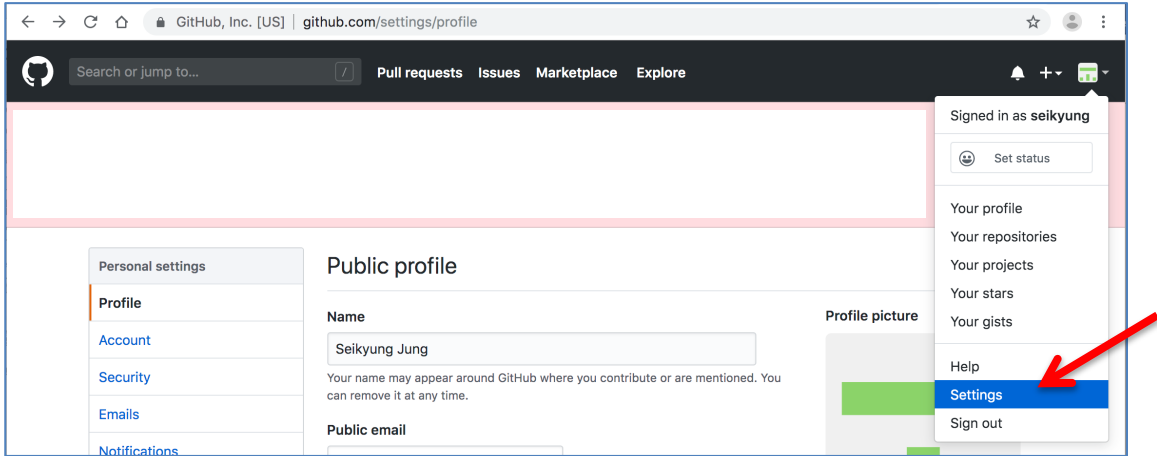 GitHub, Inc. [US] | github.com/settings/profile
Search or jump to... / Pull requests Issues Marketplace Explore
Signed in as seikyung
Set status
Your profile
Your repositories
Your projects
Your stars
Your gists
Help
Settings
Sign out
Personal settings
Profile
Account
Security
Emails
Notifications
Public profile
Name
Seikyung Jung
Your name may appear around GitHub where you contribute or are mentioned. You
can remove it at any time.
Public email
Profile picture